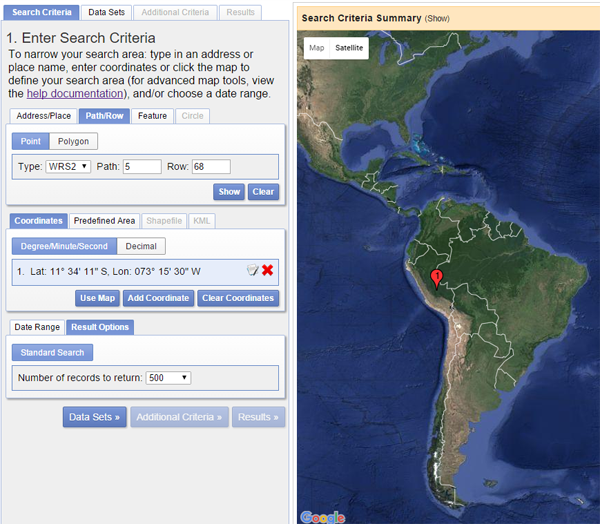 Search Criteria Data Sets Additional Criteria Results
1. Enter Search Criteria
To narrow your search area: type in an address or
place name, enter coordinates or click the map to
define your search area (for advanced map tools, view
the help documentation), and/or choose a date range.
Address/Place Path/Row Feature Circle
Point Polygon
Type: WRS2 Path: 5 Row: 68
Show Clear
Coordinates Predefined Area Shapefile KML
Degree/Minute/Second Decimal
1. Lat: 11° 34' 11" S, Lon: 073° 15' 30" W
Use Map Add Coordinate Clear Coordinates
Date Range Result Options
Standard Search
Number of records to return: 500
Data Sets » Additional Criteria » Results »
Search Criteria Summary (Show)
Map Satellite
1
Google